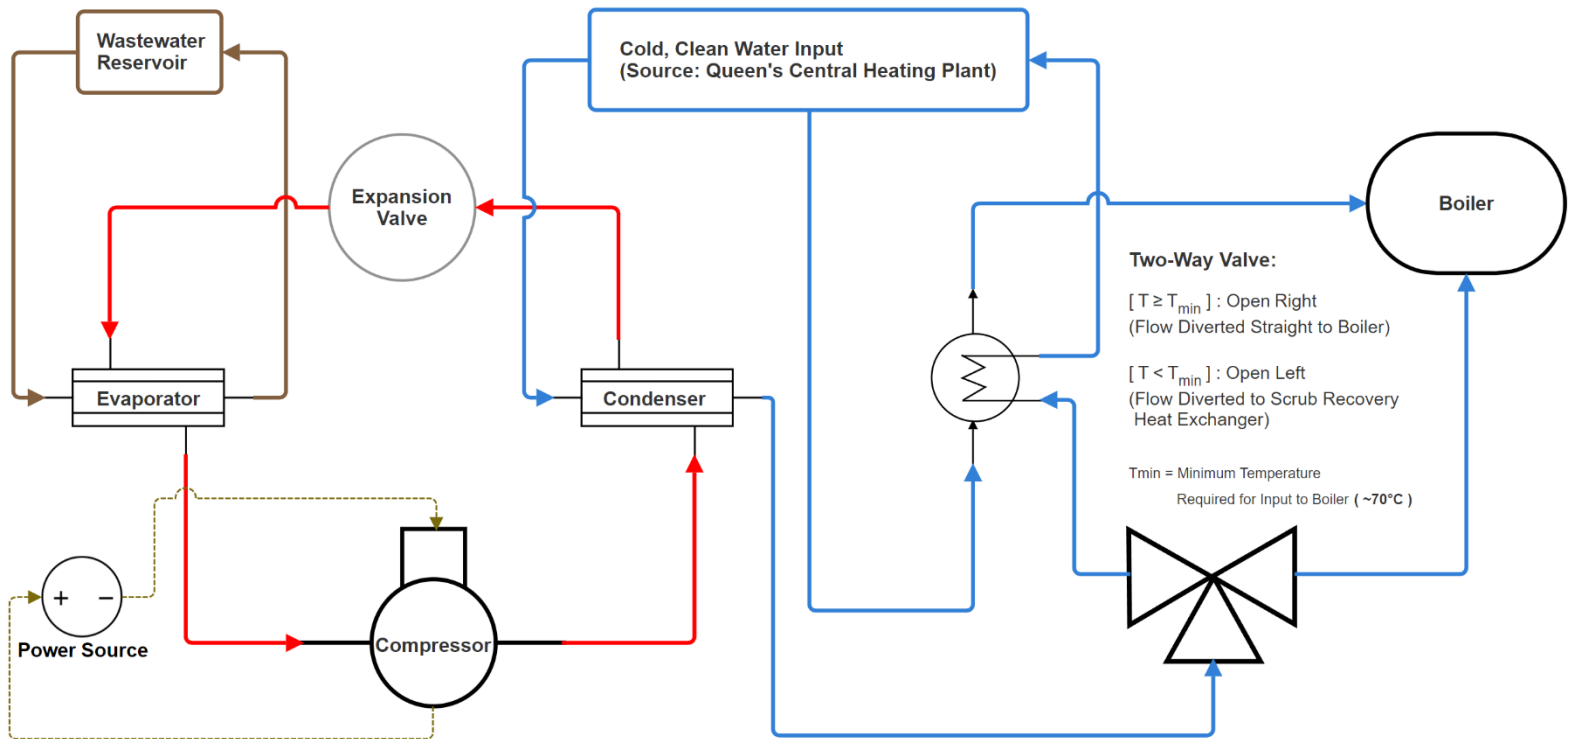 Wastewater
Reservoir
Cold, Clean Water Input
(Source: Queen's Central Heating Plant)
Expansion
Valve
Boiler
Two-Way Valve:
[ T ≥ Tmin ] : Open Right
(Flow Diverted Straight to Boiler)
[ T < Tmin ] : Open Left
(Flow Diverted to Scrub Recovery
Heat Exchanger)
Evaporator
Condenser
Tmin = Minimum Temperature
Required for Input to Boiler ( ~70°C )
+ −
Power Source
Compressor